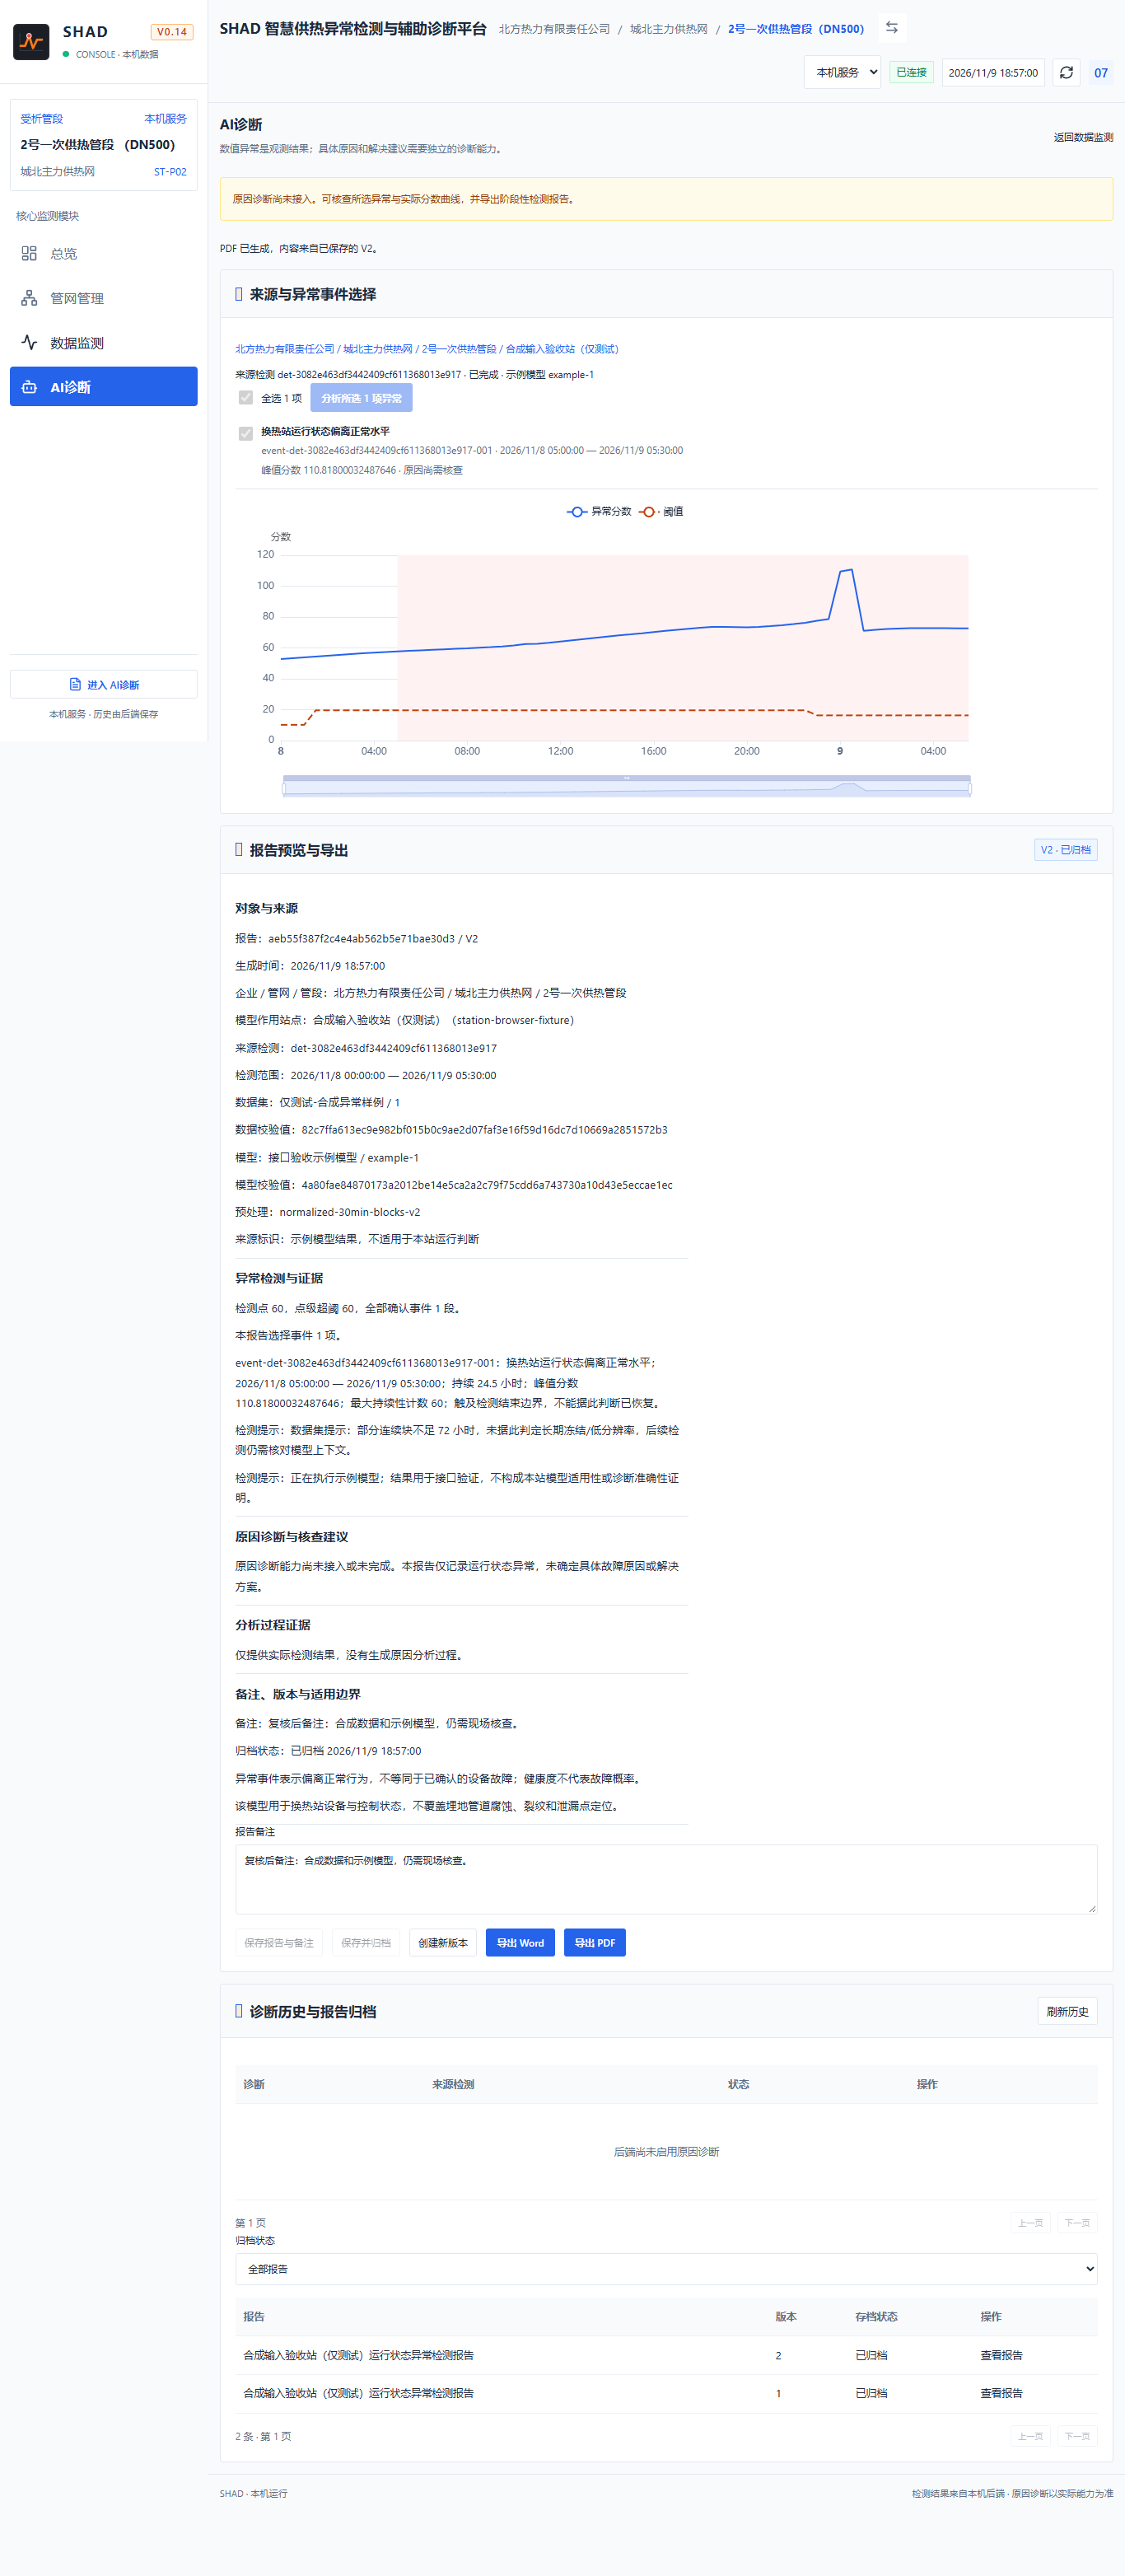 SHAD
V0.14
CONSOLE · 本机数据
受析管段
本机服务
2号一次供热管段 （DN500）
城北主力供热网
ST-P02
核心监测模块
总览
管网管理
数据监测
AI诊断
进入 AI诊断
本机服务 · 历史由后端保存
SHAD 智慧供热异常检测与辅助诊断平台
北方热力有限责任公司 / 城北主力供热网 / 2号一次供热管段（DN500）
本机服务
已连接
2026/11/9 18:57:00
07
AI诊断
数值异常是观测结果；具体原因和解决建议需要独立的诊断能力。
返回数据监测
原因诊断尚未接入。可核查所选异常与实际分数曲线，并导出阶段性检测报告。
PDF 已生成，内容来自已保存的 V2。
来源与异常事件选择
北方热力有限责任公司 / 城北主力供热网 / 2号一次供热管段 / 合成输入验收站（仅测试）
来源检测 det-3082e463df3442409cf611368013e917 · 已完成 · 示例模型 example-1
全选 1 项
分析所选 1 项异常
换热站运行状态偏离正常水平
event-det-3082e463df3442409cf611368013e917-001 · 2026/11/8 05:00:00 — 2026/11/9 05:30:00
峰值分数 110.81800032487646 · 原因尚需核查
异常分数
阈值
分数
120
100
80
60
40
20
0
8
04:00
08:00
12:00
16:00
20:00
9
04:00
报告预览与导出
V2 · 已归档
对象与来源
报告：aeb55f387f2c4e4ab562b5e71bae30d3 / V2
生成时间：2026/11/9 18:57:00
企业 / 管网 / 管段：北方热力有限责任公司 / 城北主力供热网 / 2号一次供热管段
模型作用站点：合成输入验收站（仅测试）（station-browser-fixture）
来源检测：det-3082e463df3442409cf611368013e917
检测范围：2026/11/8 00:00:00 — 2026/11/9 05:30:00
数据集：仅测试-合成异常样例 / 1
数据校验值：82c7ffa613ec9e982bf015b0c9ae2d07faf3e16f59d16dc7d10669a2851572b3
模型：接口验收示例模型 / example-1
模型校验值：4a80fae84870173a2012be14e5ca2a2c79f75cdd6a743730a10d43e5eccae1ec
预处理：normalized-30min-blocks-v2
来源标识：示例模型结果，不适用于本站运行判断
异常检测与证据
检测点 60，点级超阈 60，全部确认事件 1 段。
本报告选择事件 1 项。
event-det-3082e463df3442409cf611368013e917-001：换热站运行状态偏离正常水平；
2026/11/8 05:00:00 — 2026/11/9 05:30:00；持续 24.5 小时；峰值分数
110.81800032487646；最大持续性计数 60；触及检测结束边界，不能据此判断已恢复。
检测提示：数据集提示：部分连续块不足 72 小时，未据此判定长期冻结/低分辨率，后续检
测仍需核对模型上下文。
检测提示：正在执行示例模型；结果用于接口验证，不构成本站模型适用性或诊断准确性证
明。
原因诊断与核查建议
原因诊断能力尚未接入或未完成。本报告仅记录运行状态异常，未确定具体故障原因或解决
方案。
分析过程证据
仅提供实际检测结果，没有生成原因分析过程。
备注、版本与适用边界
备注：复核后备注：合成数据和示例模型，仍需现场核查。
归档状态：已归档 2026/11/9 18:57:00
异常事件表示偏离正常行为，不等同于已确认的设备故障；健康度不代表故障概率。
该模型用于换热站设备与控制状态，不覆盖埋地管道腐蚀、裂纹和泄漏点定位。
报告备注
复核后备注：合成数据和示例模型，仍需现场核查。
保存报告与备注
保存并归档
创建新版本
导出 Word
导出 PDF
诊断历史与报告归档
刷新历史
诊断
来源检测
状态
操作
后端尚未启用原因诊断
第 1 页
上一页
下一页
归档状态
全部报告
报告
版本
存档状态
操作
合成输入验收站（仅测试）运行状态异常检测报告
2
已归档
查看报告
合成输入验收站（仅测试）运行状态异常检测报告
1
已归档
查看报告
2 条 · 第 1 页
上一页
下一页
SHAD · 本机运行
检测结果来自本机后端 · 原因诊断以实际能力为准